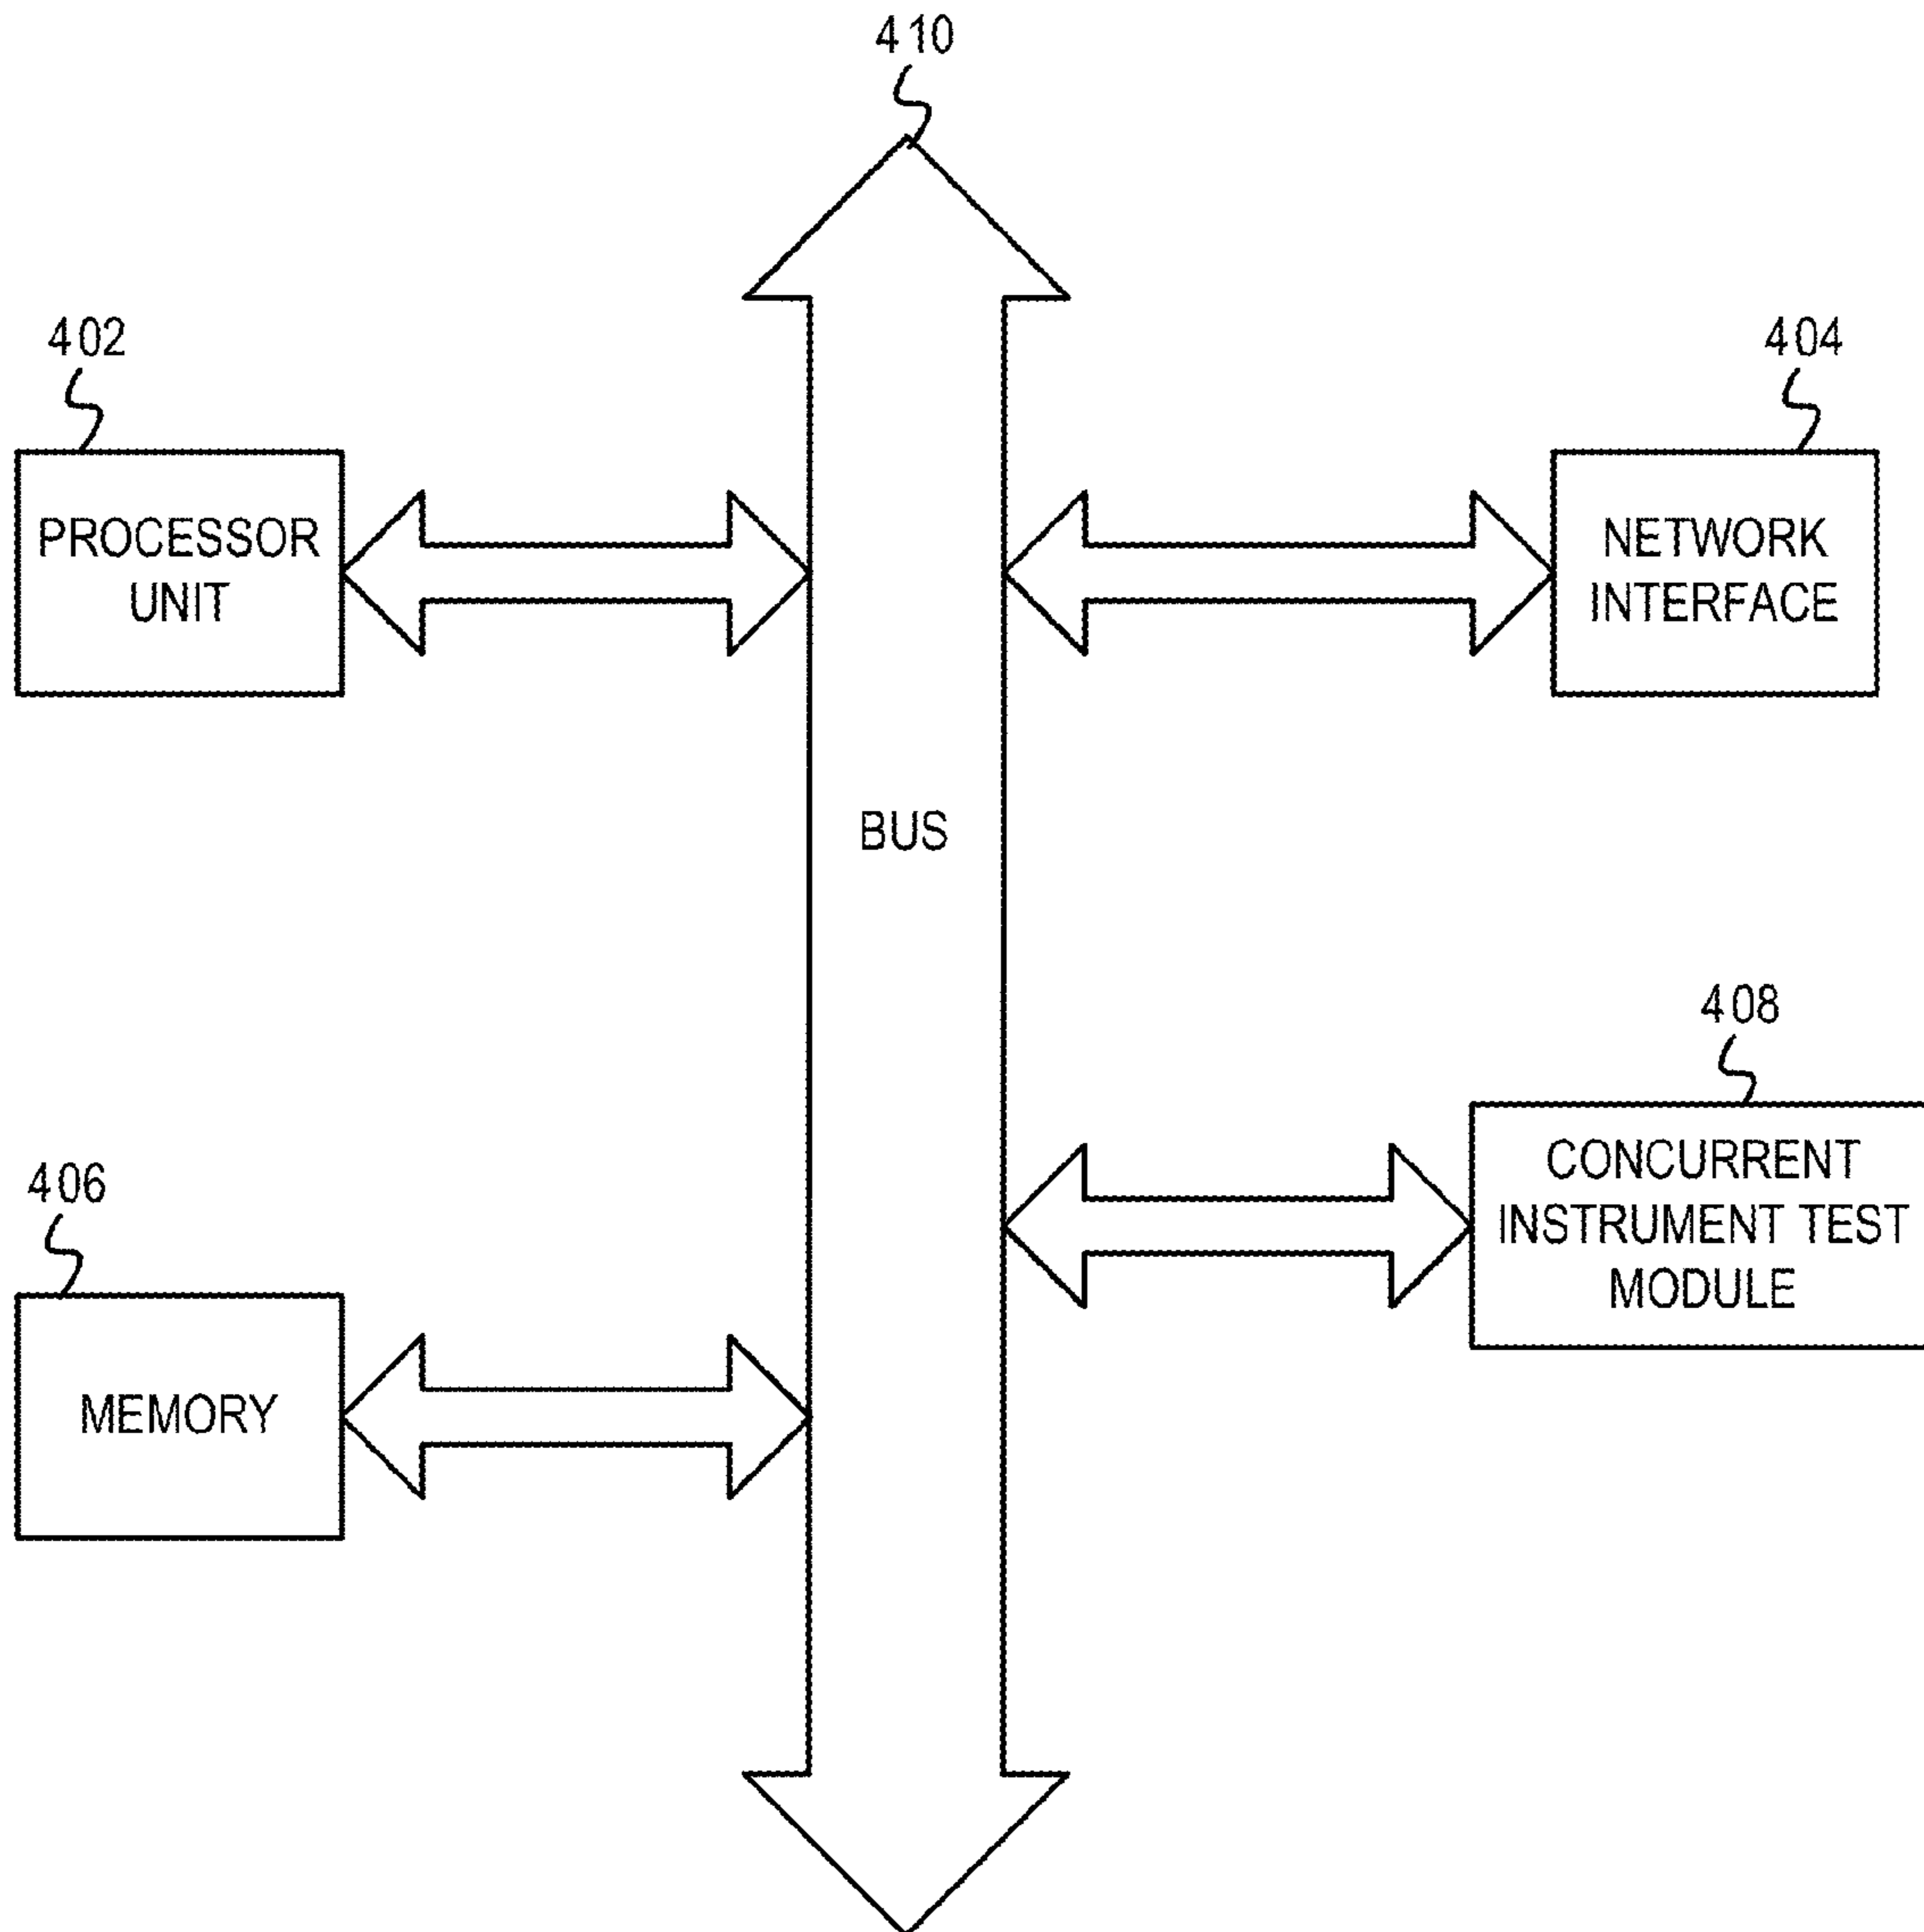 410
402
PROCESSOR
UNIT
404
NETWORK
INTERFACE
BUS
408
CONCURRENT
INSTRUMENT TEST
MODULE
406
MEMORY